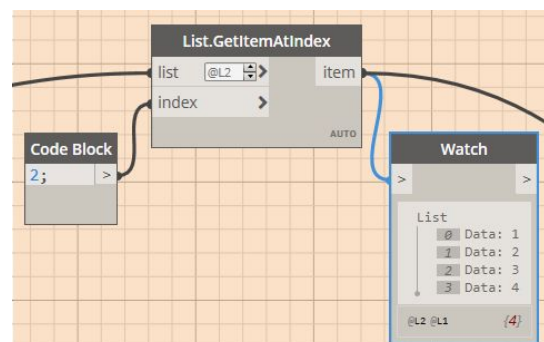 List.GetItemAtIndex
list @L2 > item
index >
AUTO
Code Block
2; >
Watch
> >
List
0 Data: 1
1 Data: 2
2 Data: 3
3 Data: 4
@L2 @L1 {4}